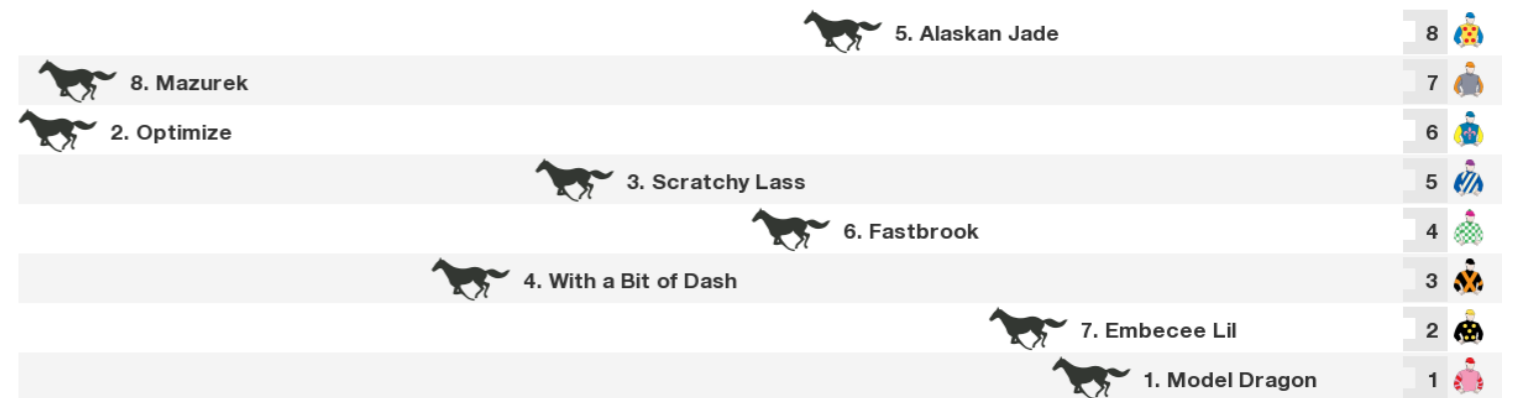 5. Alaskan Jade 8
8. Mazurek 7
2. Optimize 6
3. Scratchy Lass 5
6. Fastbrook 4
4. With a Bit of Dash 3
7. Embecee Lil 2
1. Model Dragon 1